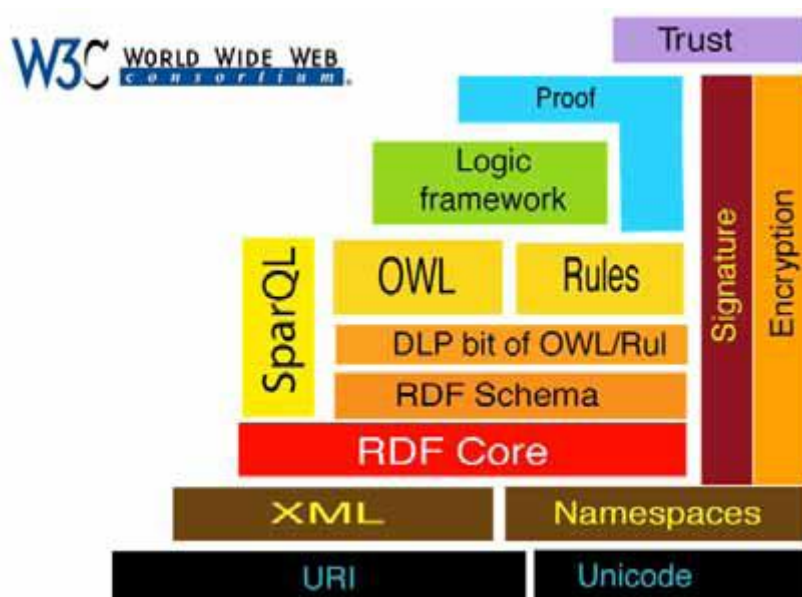 W3C WORLD WIDE WEB
consortium.
Trust
Proof
Logic
framework
SparQL
OWL
Rules
Signature
Encryption
DLP bit of OWL/Rul
RDF Schema
RDF Core
XML
Namespaces
URI
Unicode